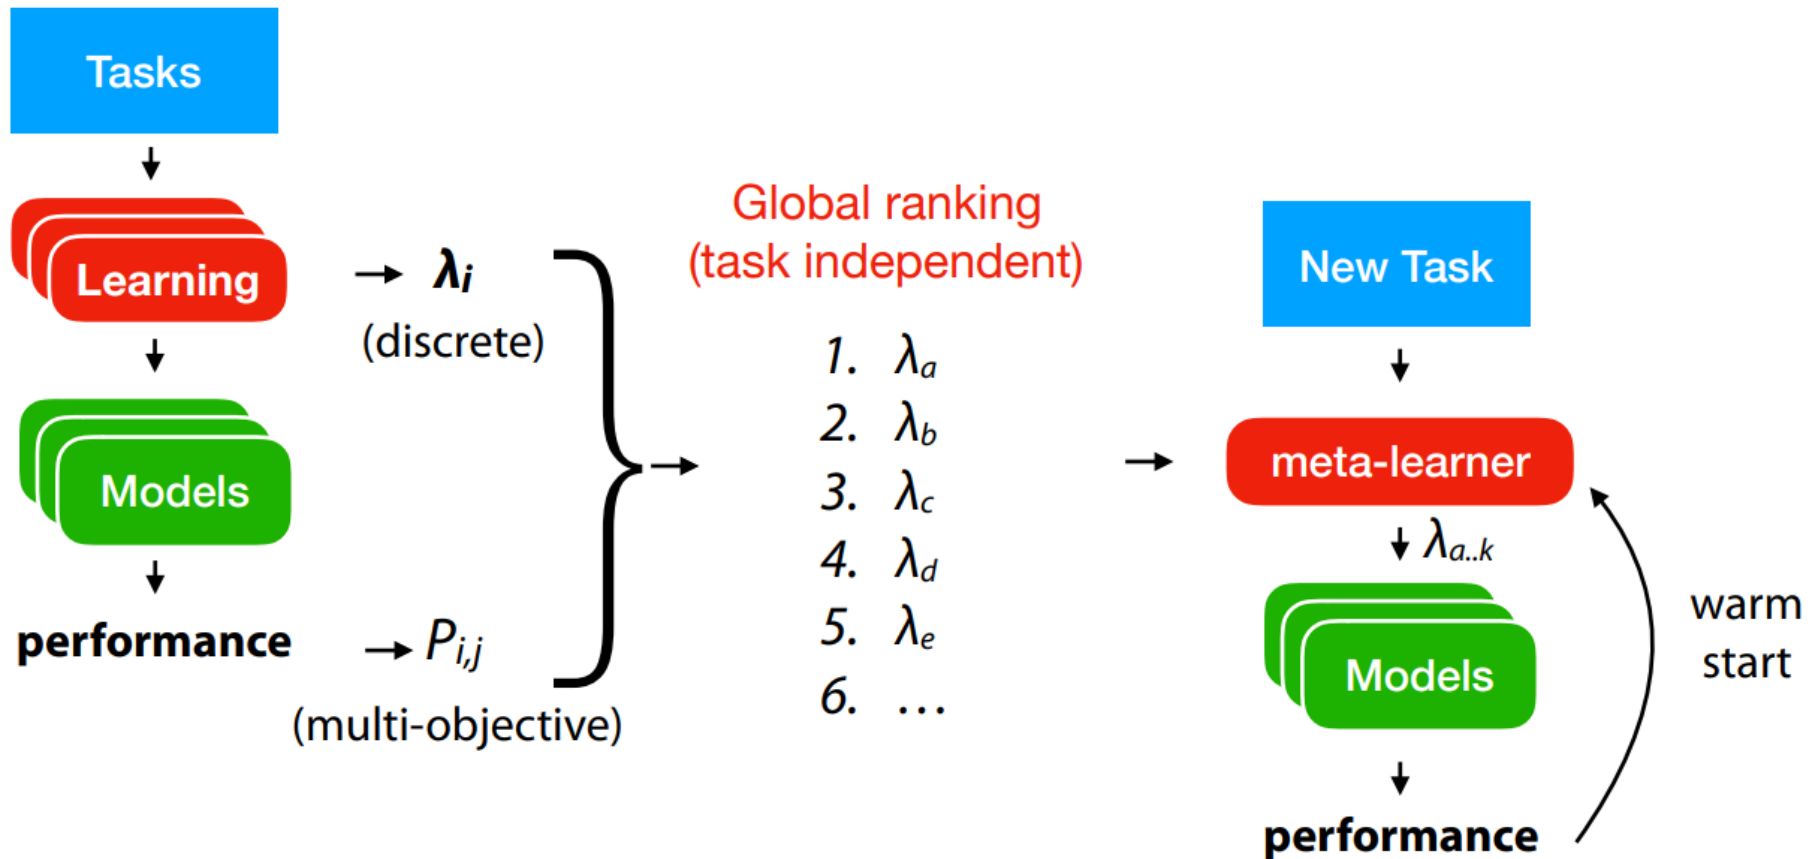 Tasks
Learning
λi
(discrete)
Models
performance
Pi,j
(multi-objective)
Global ranking
(task independent)
1. λa
2. λb
3. λc
4. λd
5. λe
6. …
New Task
meta-learner
λa..k
Models
warm
start
performance